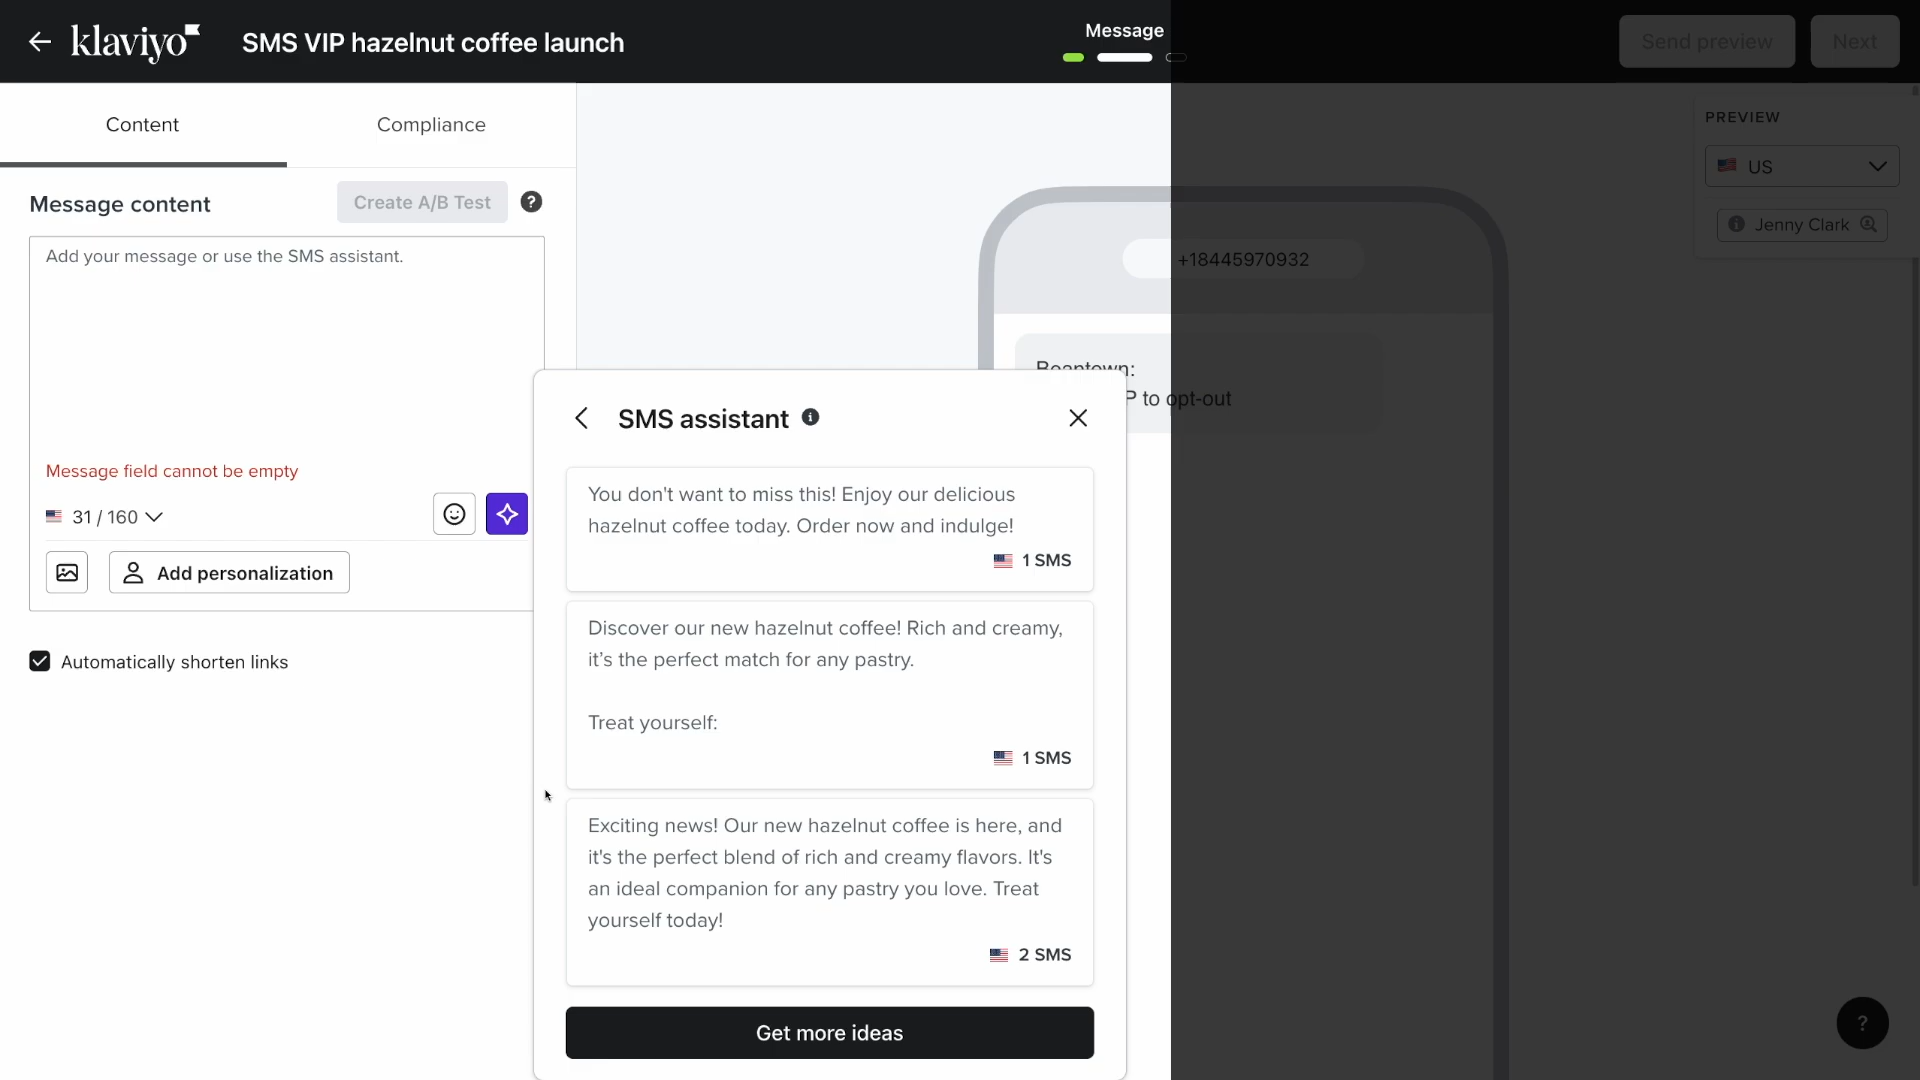 klaviyo
SMS VIP hazelnut coffee launch
Message
Send preview
Next
Content
Compliance
Message content
Create A/B Test
?
Add your message or use the SMS assistant.
Message field cannot be empty
31 / 160
Add personalization
Automatically shorten links
PREVIEW
US
Jenny Clark
+18445970932
Beantown:
P to opt-out
SMS assistant
You don't want to miss this! Enjoy our delicious
hazelnut coffee today. Order now and indulge!
1 SMS
Discover our new hazelnut coffee! Rich and creamy,
it's the perfect match for any pastry.
Treat yourself:
1 SMS
Exciting news! Our new hazelnut coffee is here, and
it's the perfect blend of rich and creamy flavors. It's
an ideal companion for any pastry you love. Treat
yourself today!
2 SMS
Get more ideas
?